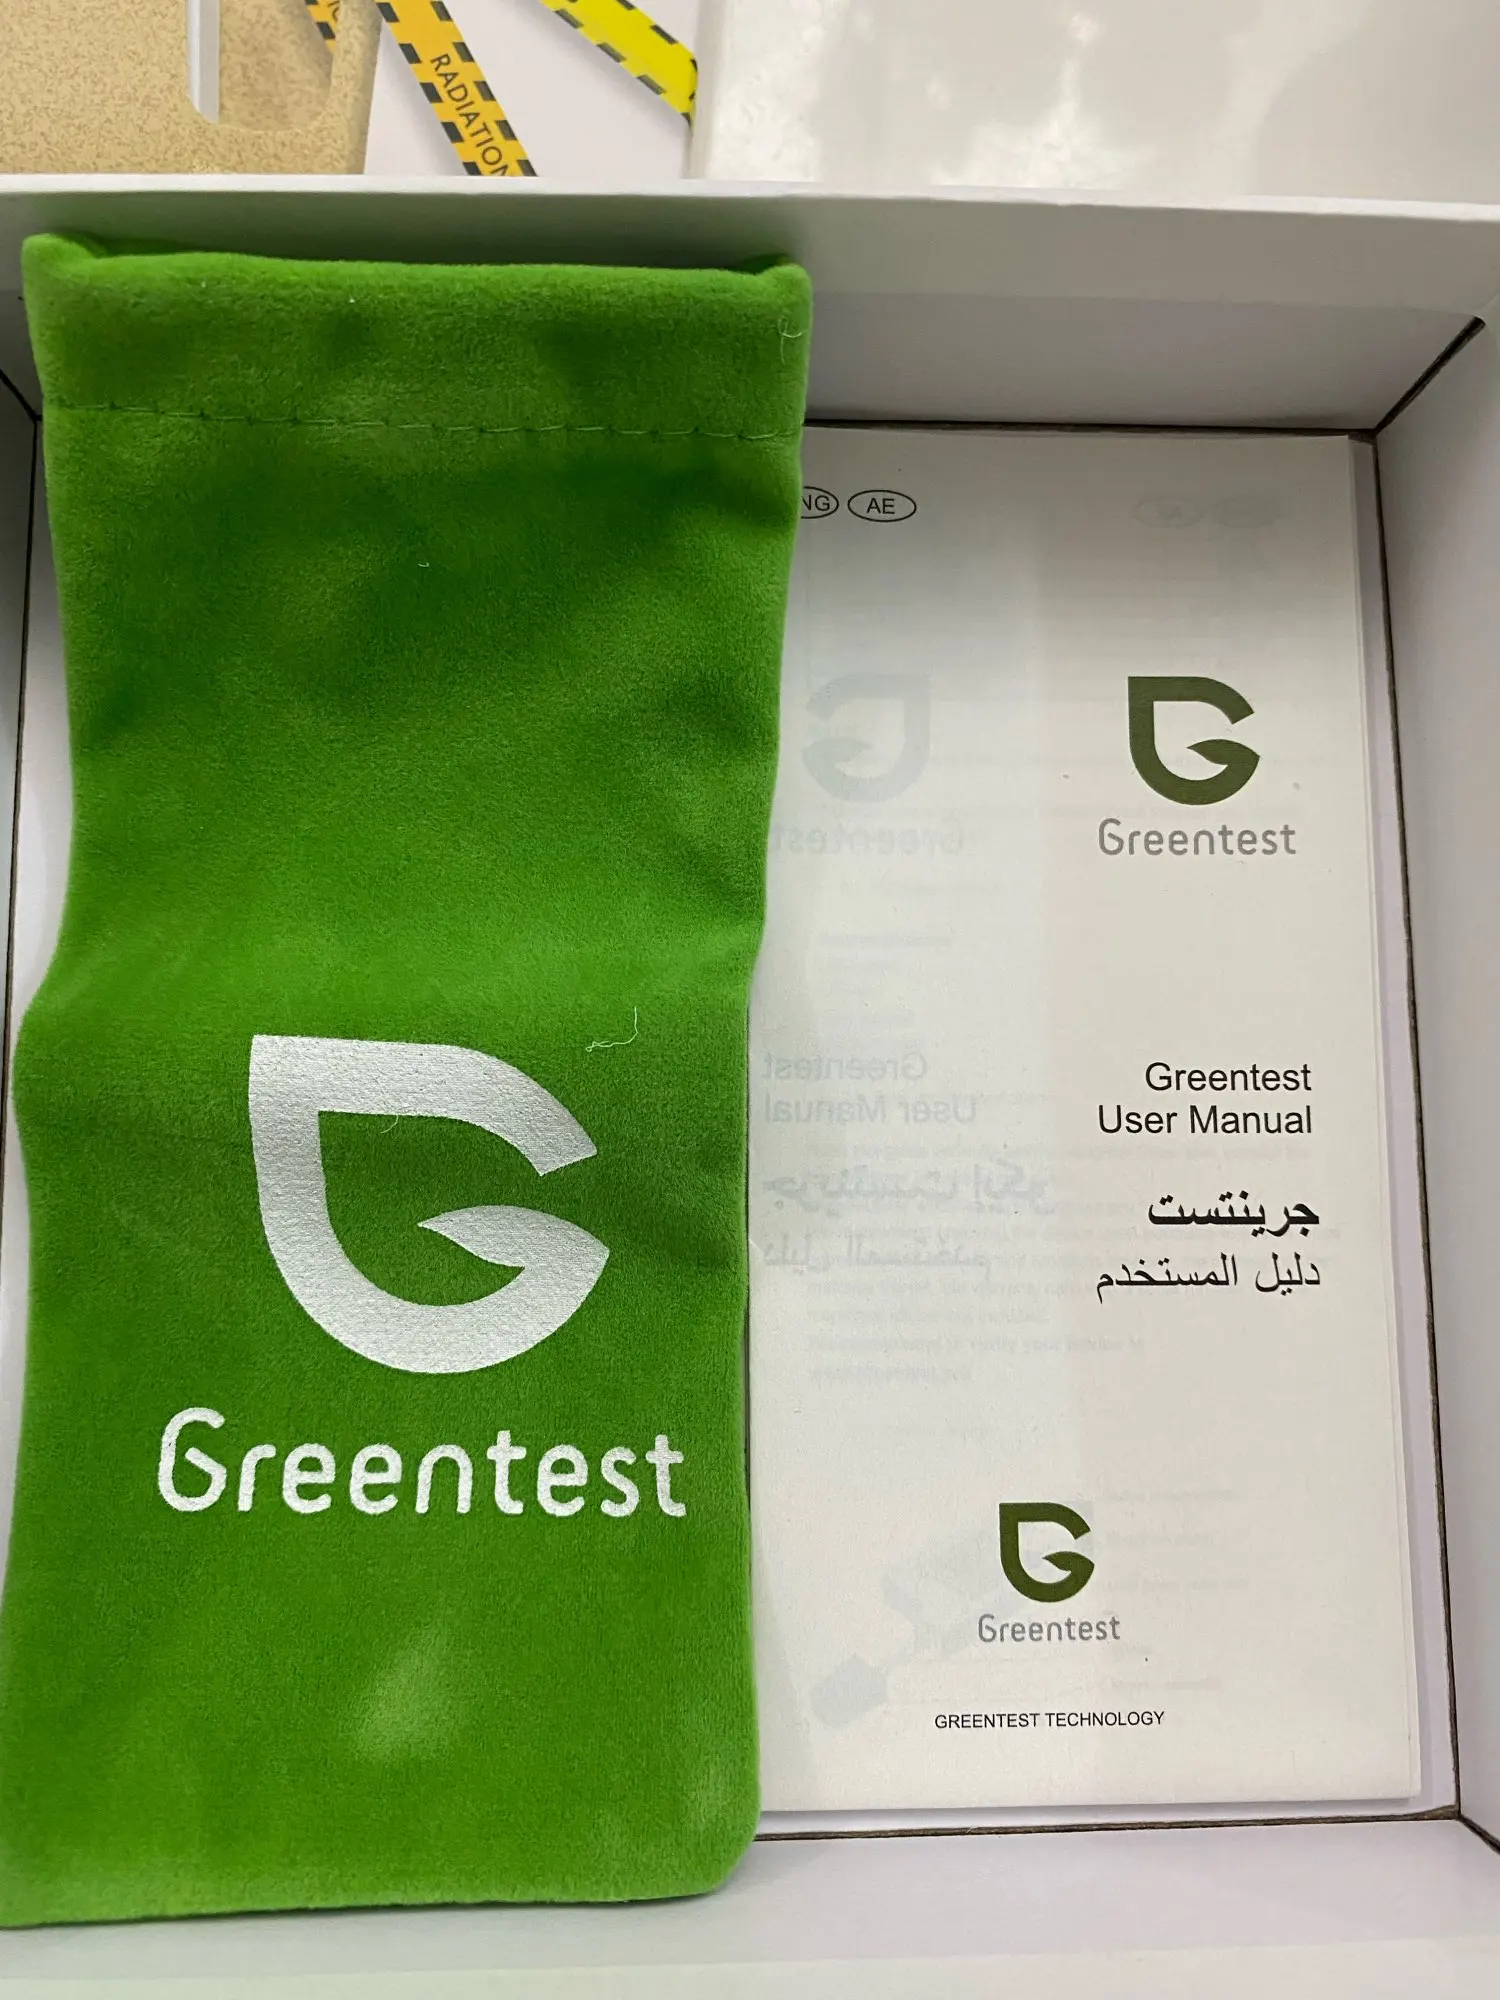 RADIATION
NG AE
Greentest
Greentest
User Manual
جرينتست
دليل المستخدم
Greentest
Greentest
GREENTEST TECHNOLOGY